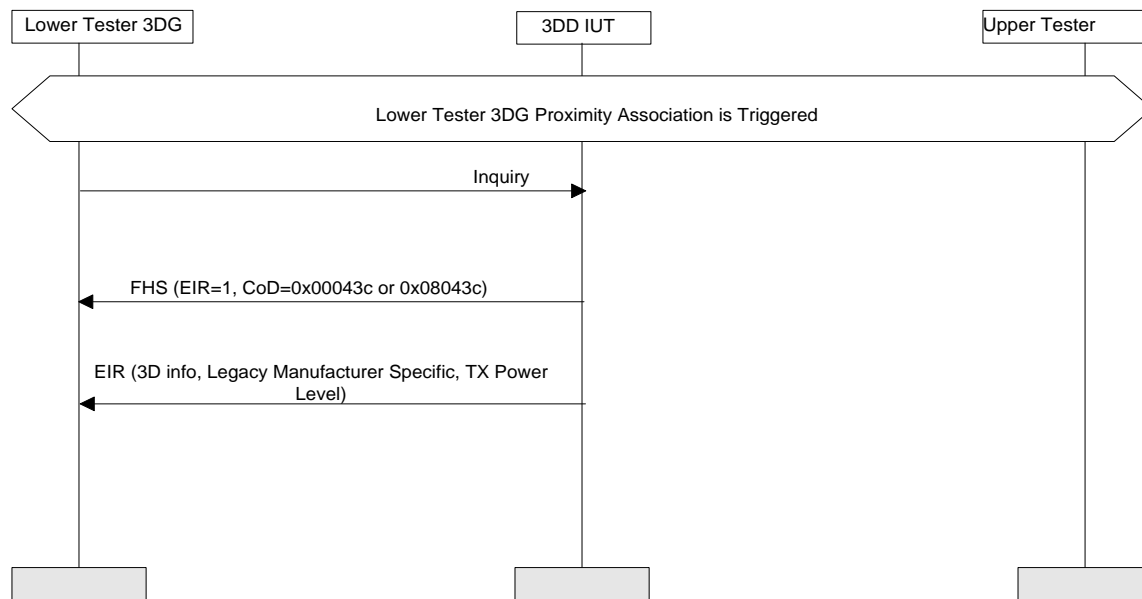 Lower Tester 3DG
3DD IUT
Upper Tester
Lower Tester 3DG Proximity Association is Triggered
Inquiry
FHS (EIR=1, CoD=0x00043c or 0x08043c)
EIR (3D info, Legacy Manufacturer Specific, TX Power
Level)